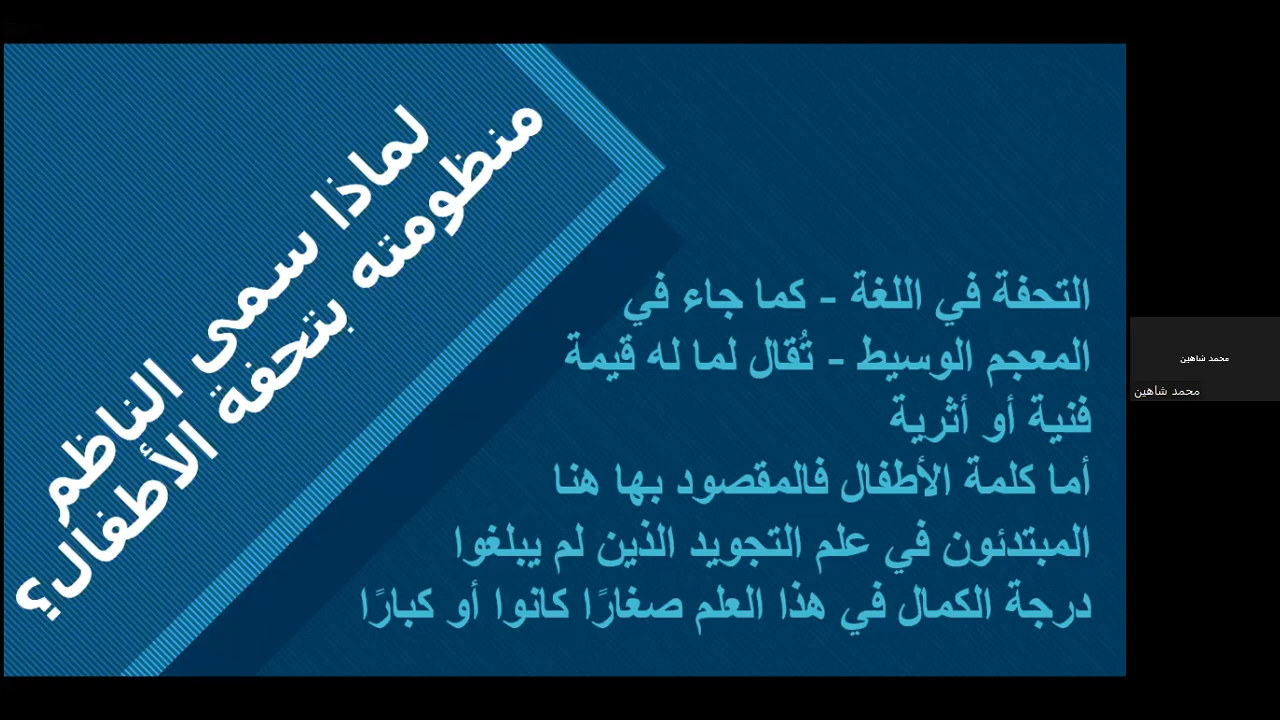 لماذا سمى الناظم
منظومته بتحفة الأطفال؟
التحفة في اللغة - كما جاء في
المعجم الوسيط - تُقال لما له قيمة
فنية أو أثرية
أما كلمة الأطفال فالمقصود بها هنا
المبتدئون في علم التجويد الذين لم يبلغوا
درجة الكمال في هذا العلم صغارًا كانوا أو كبارًا
محمد شاهين
محمد شاهين